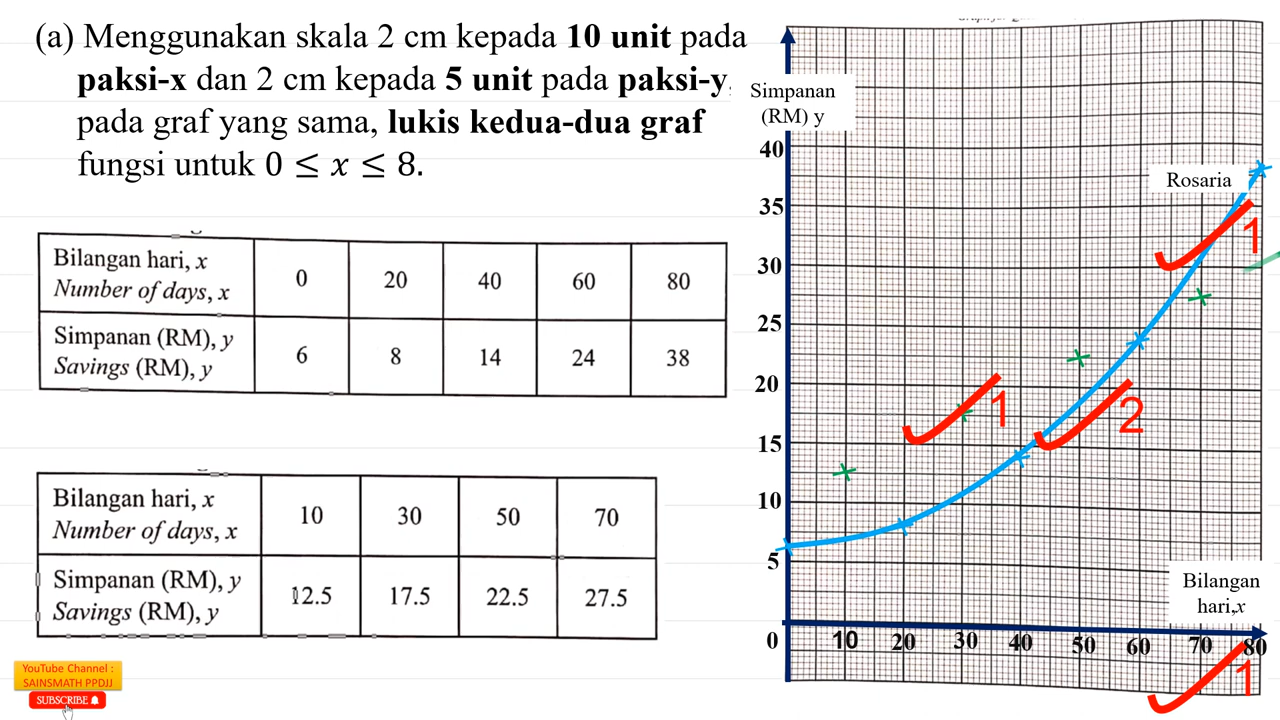 (a) Menggunakan skala 2 cm kepada 10 unit pada
paksi-x dan 2 cm kepada 5 unit pada paksi-y,
pada graf yang sama, lukis kedua-dua graf
fungsi untuk 0 ≤ x ≤ 8.
Bilangan hari, x
Number of days, x
0 20 40 60 80
Simpanan (RM), y
Savings (RM), y
6 8 14 24 38
Bilangan hari, x
Number of days, x
10 30 50 70
Simpanan (RM), y
Savings (RM), y
12.5 17.5 22.5 27.5
YouTube Channel :
SAINSMATH PPDJJ
SUBSCRIBE
Simpanan
(RM) y
40
35
30
25
20
15
10
5
0 10 20 30 40 50 60 70 80
Rosaria
1
1
2
Bilangan
hari,x
1